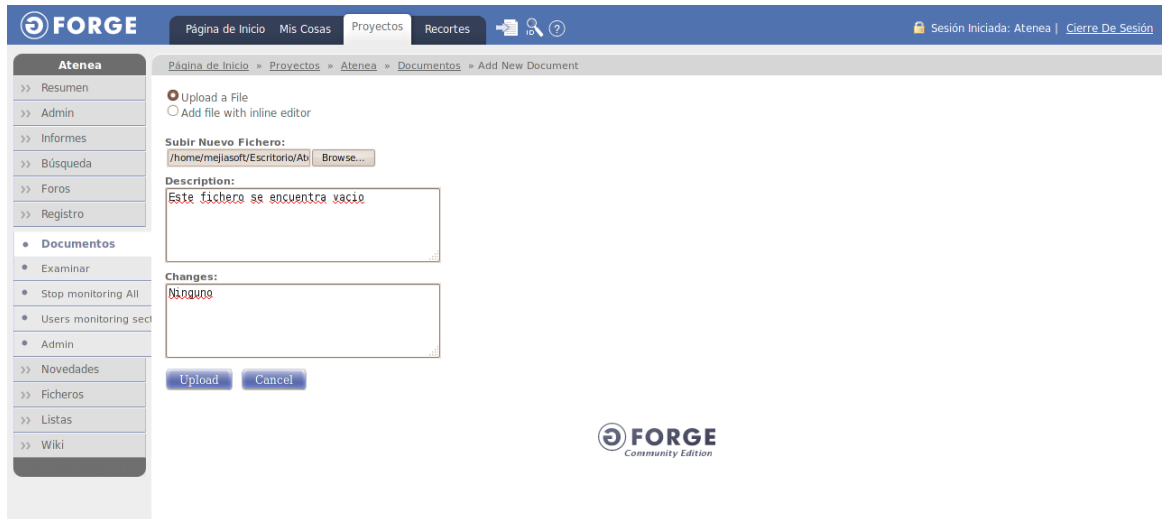 FORGE
Página de Inicio Mis Cosas Proyectos Recortes
Sesión Iniciada: Atenea | Cierre De Sesión
Atenea
Página de Inicio » Proyectos » Atenea » Documentos » Add New Document
Resumen
Admin
Informes
Búsqueda
Foros
Registro
Documentos
Examinar
Stop monitoring All
Users monitoring sect
Admin
Novedades
Ficheros
Listas
Wiki
Upload a File
Add file with inline editor
Subir Nuevo Fichero:
/home/mejiasoft/Escritorio/At Browse...
Description:
Este fichero se encuentra vacio
Changes:
Ninguno
Upload Cancel
FORGE
Community Edition